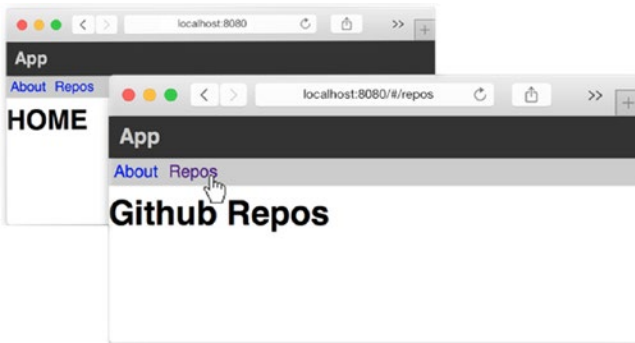 localhost:8080
App
About Repos
HOME
localhost:8080/#/repos
App
About Repos
Github Repos